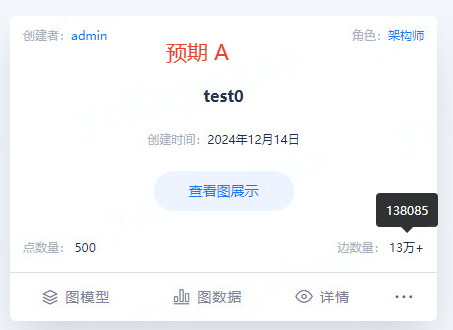 创建者：admin
角色：架构师
预期 A
test0
创建时间：2024年12月14日
查看图展示
138085
点数量：500
边数量：13万+
图模型
图数据
详情
...